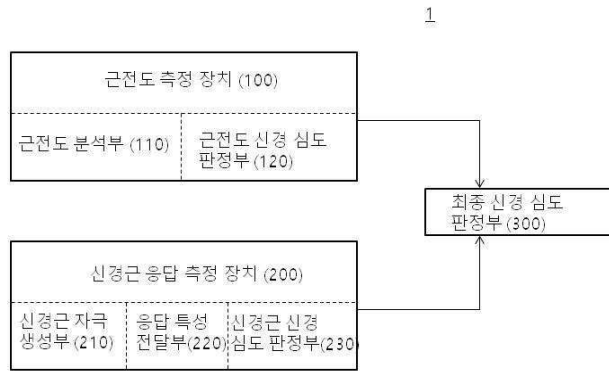 1
근전도 측정 장치 (100)
근전도 분석부 (110)
근전도 신경 심도
판정부 (120)
최종 신경 심도
판정부 (300)
신경근 응답 측정 장치 (200)
신경근 자극
생성부 (210)
응답 특성
전달부 (220)
신경근 신경
심도 판정부(230)